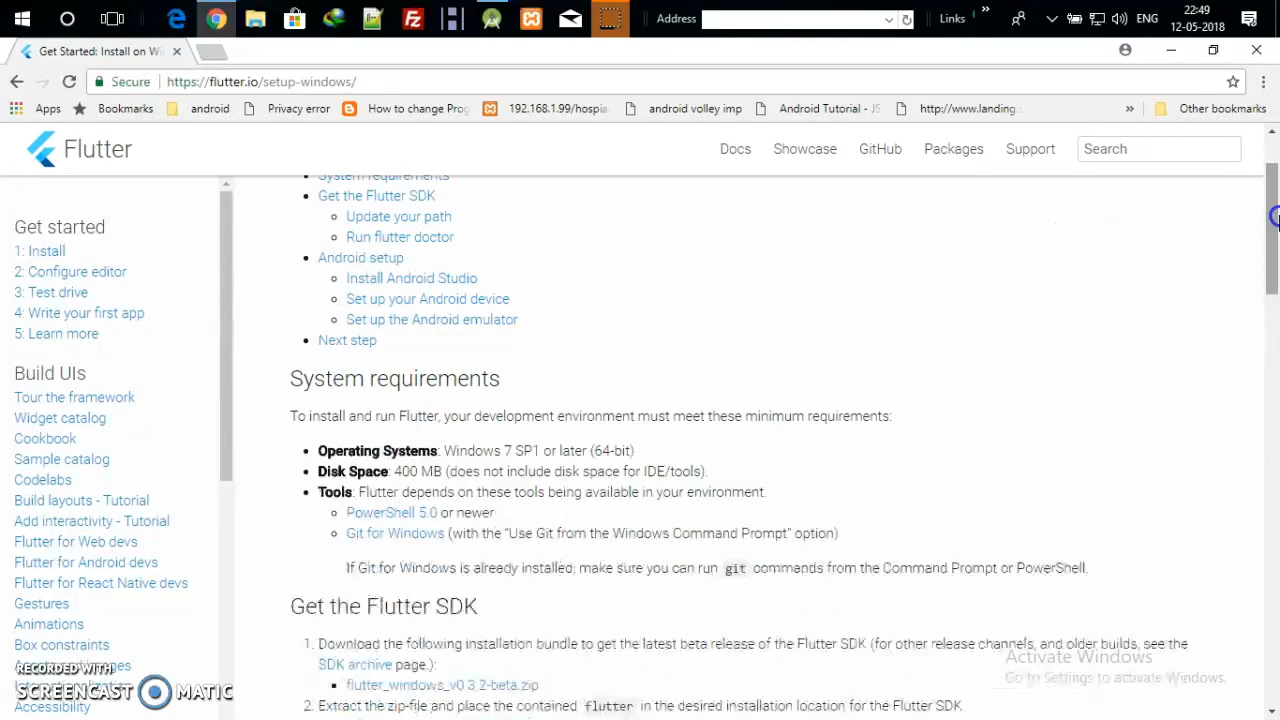 Address
Links
»
ENG
22:49
12-05-2018
Get Started: Install on Wi
Secure
https://flutter.io/setup-windows/
Apps
Bookmarks
android
Privacy error
How to change Prog
192.168.1.99/hospia
android volley imp
Android Tutorial - JS
http://www.landing.
»
Other bookmarks
Flutter
Docs
Showcase
GitHub
Packages
Support
Search
Get started
1: Install
2: Configure editor
3: Test drive
4: Write your first app
5: Learn more
Build UIs
Tour the framework
Widget catalog
Cookbook
Sample catalog
Codelabs
Build layouts - Tutorial
Add interactivity - Tutorial
Flutter for Web devs
Flutter for Android devs
Flutter for React Native devs
Gestures
Animations
Box constraints
Accessibility
System requirements
Get the Flutter SDK
Update your path
Run flutter doctor
Android setup
Install Android Studio
Set up your Android device
Set up the Android emulator
Next step
System requirements
To install and run Flutter, your development environment must meet these minimum requirements:
Operating Systems: Windows 7 SP1 or later (64-bit)
Disk Space: 400 MB (does not include disk space for IDE/tools).
Tools: Flutter depends on these tools being available in your environment.
PowerShell 5.0 or newer
Git for Windows (with the “Use Git from the Windows Command Prompt” option)
If Git for Windows is already installed, make sure you can run git commands from the Command Prompt or PowerShell.
Get the Flutter SDK
1. Download the following installation bundle to get the latest beta release of the Flutter SDK (for other release channels, and older builds, see the
SDK archive page.):
flutter_windows_v0.3.2-beta.zip
2. Extract the zip-file and place the contained flutter in the desired installation location for the Flutter SDK
Activate Windows
Go to Settings to activate Windows.
RECORDED WITH
SCREENCAST MATIC